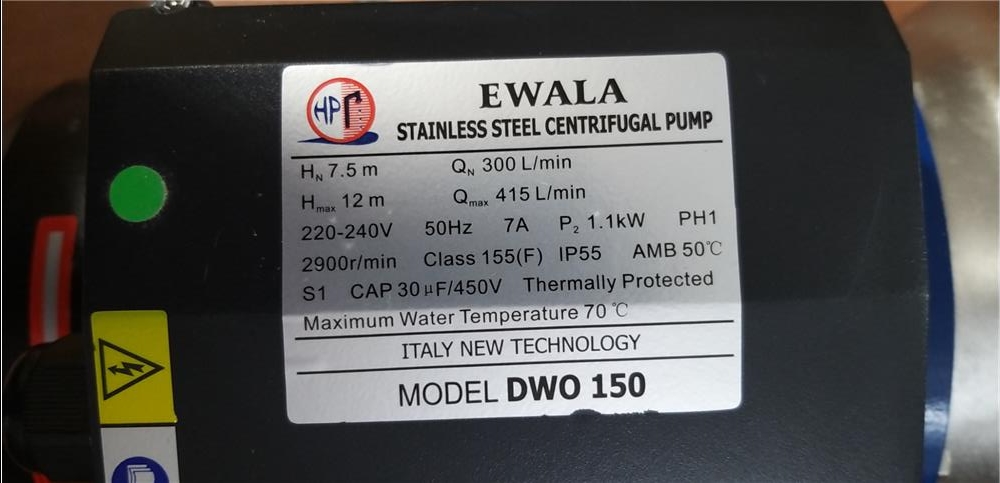 HPr
EWALA
STAINLESS STEEL CENTRIFUGAL PUMP
HN 7.5 m QN 300 L/min
Hmax 12 m Qmax 415 L/min
220-240V 50Hz 7A P2 1.1kW PH1
2900r/min Class 155(F) IP55 AMB 50℃
S1 CAP 30μF/450V Thermally Protected
Maximum Water Temperature 70 ℃
ITALY NEW TECHNOLOGY
MODEL DWO 150